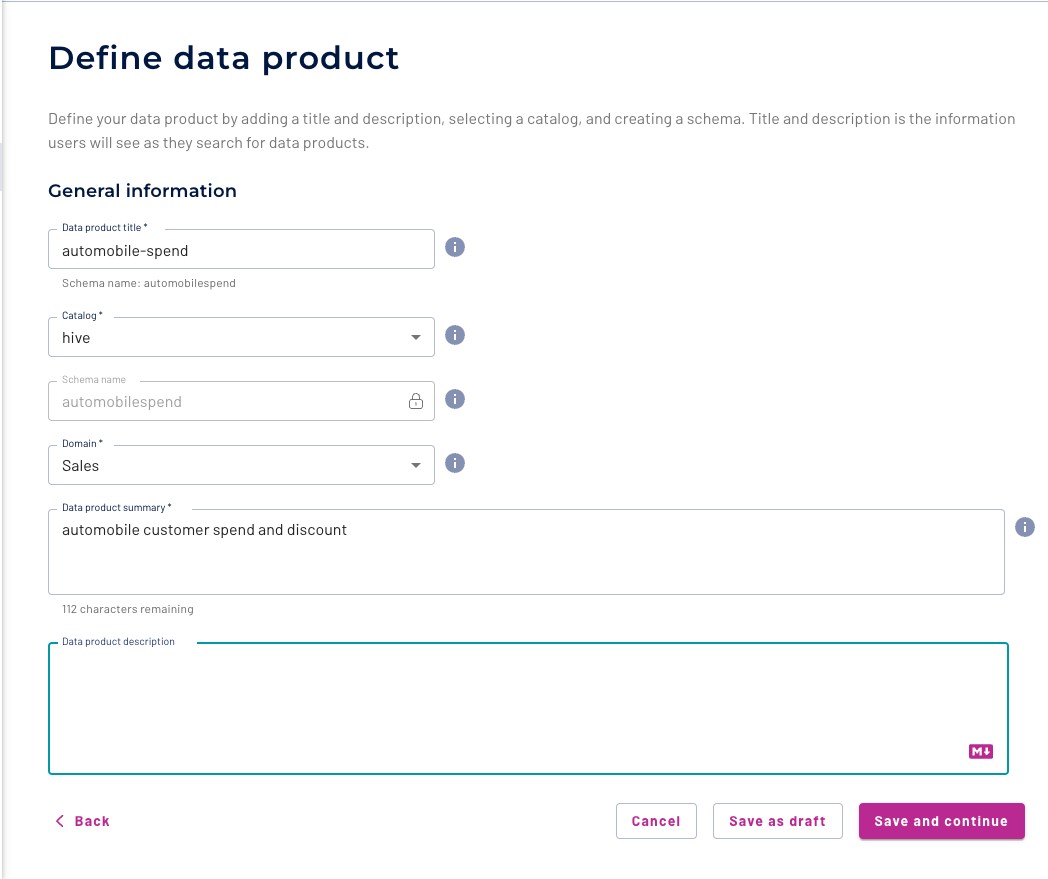 Define data product
Define your data product by adding a title and description, selecting a catalog, and creating a schema. Title and description is the information
users will see as they search for data products.
General information
Data product title *
automobile-spend
Schema name: automobilespend
Catalog *
hive
Schema name
automobilespend
Domain *
Sales
Data product summary *
automobile customer spend and discount
112 characters remaining
Data product description
M
Back
Cancel
Save as draft
Save and continue